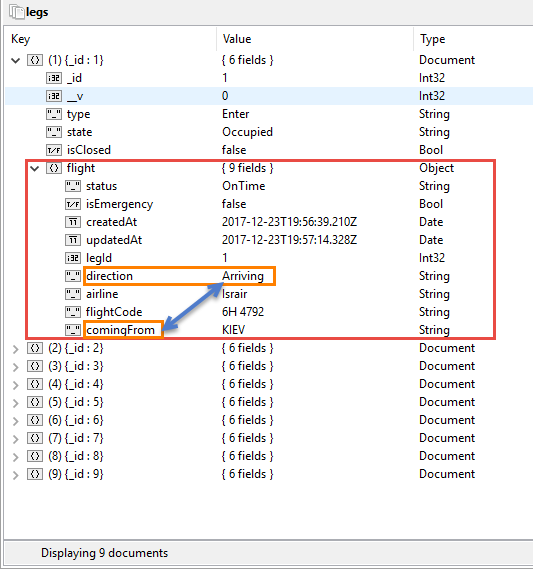 legs
Key Value Type
(1) {_id : 1} { 6 fields } Document
_id 1 Int32
__v 0 Int32
type Enter String
state Occupied String
isClosed false Bool
flight { 9 fields } Object
status OnTime String
isEmergency false Bool
createdAt 2017-12-23T19:56:39.210Z Date
updatedAt 2017-12-23T19:57:14.328Z Date
legId 1 Int32
direction Arriving String
airline Israir String
flightCode 6H 4792 String
comingFrom KIEV String
(2) {_id : 2} { 6 fields } Document
(3) {_id : 3} { 6 fields } Document
(4) {_id : 4} { 6 fields } Document
(5) {_id : 5} { 6 fields } Document
(6) {_id : 6} { 6 fields } Document
(7) {_id : 7} { 6 fields } Document
(8) {_id : 8} { 6 fields } Document
(9) {_id : 9} { 6 fields } Document
Displaying 9 documents